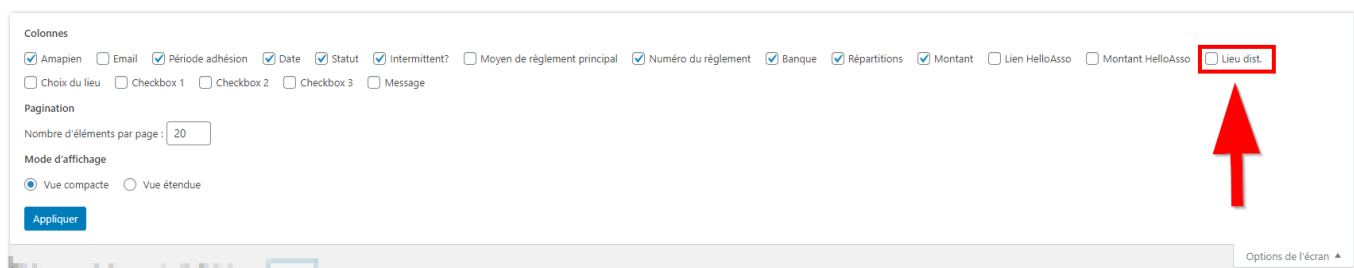 Colonnes
Amapien Email Période adhésion Date Statut Intermittent? Moyen de règlement principal Numéro du règlement Banque Répartitions Montant Lien HelloAsso Montant HelloAsso Lieu dist.
Choix du lieu Checkbox 1 Checkbox 2 Checkbox 3 Message
Pagination
Nombre d'éléments par page : 20
Mode d'affichage
Vue compacte Vue étendue
Appliquer
Options de l'écran